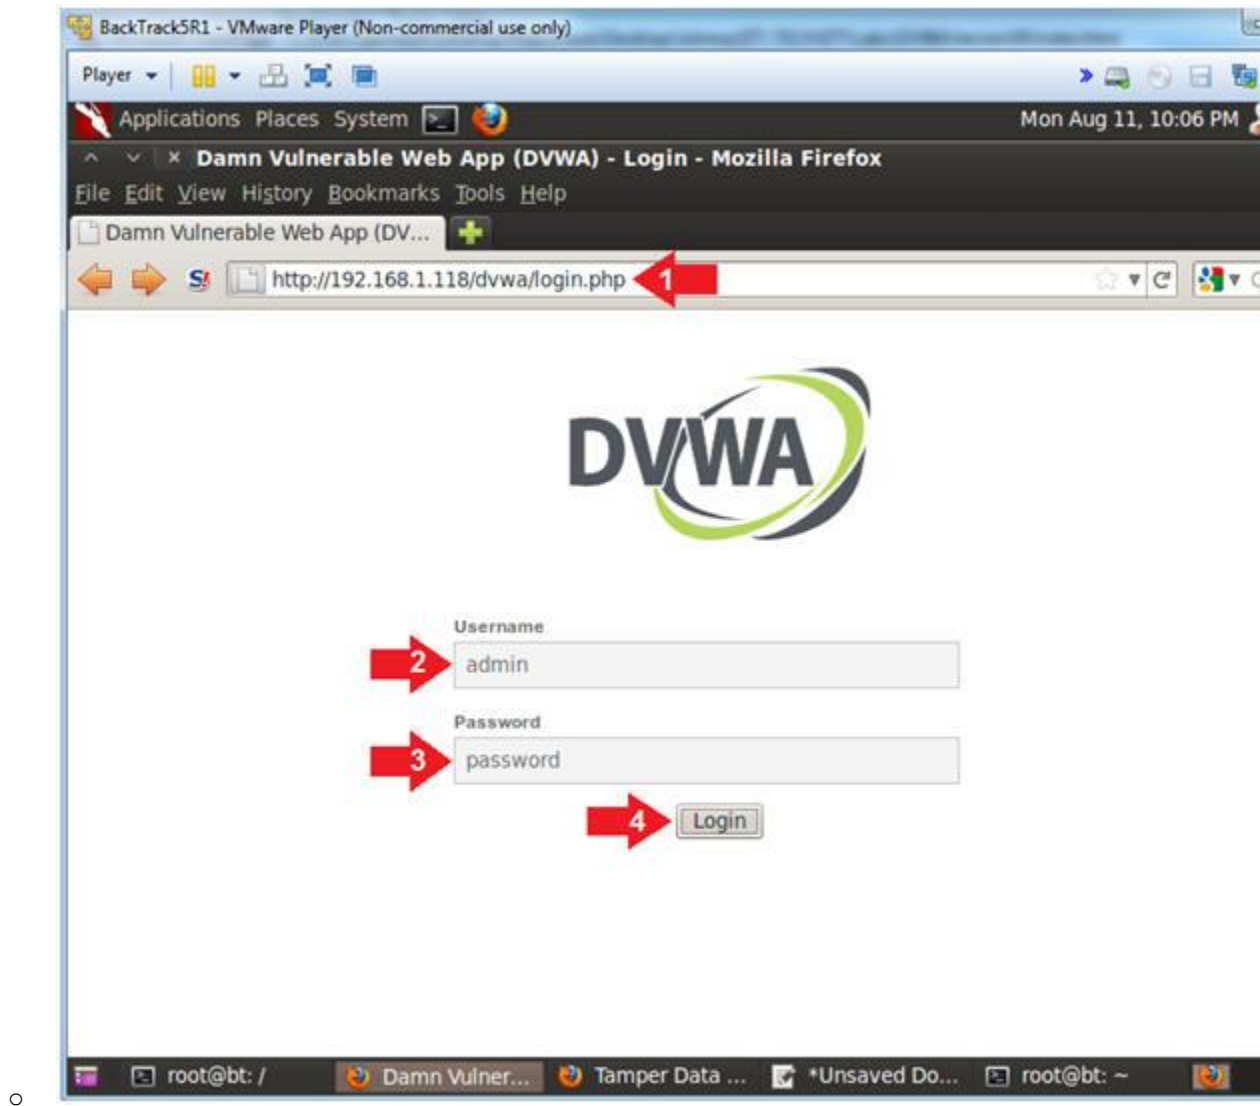 BackTrack5R1 - VMware Player (Non-commercial use only)
Player
Applications Places System Mon Aug 11, 10:06 PM
Damn Vulnerable Web App (DVWA) - Login - Mozilla Firefox
File Edit View History Bookmarks Tools Help
Damn Vulnerable Web App (DV...
S! http://192.168.1.118/dvwa/login.php 1
DVWA
Username
2 admin
Password
3 password
4 Login
root@bt: / Damn Vulner... Tamper Data ... *Unsaved Do... root@bt: ~